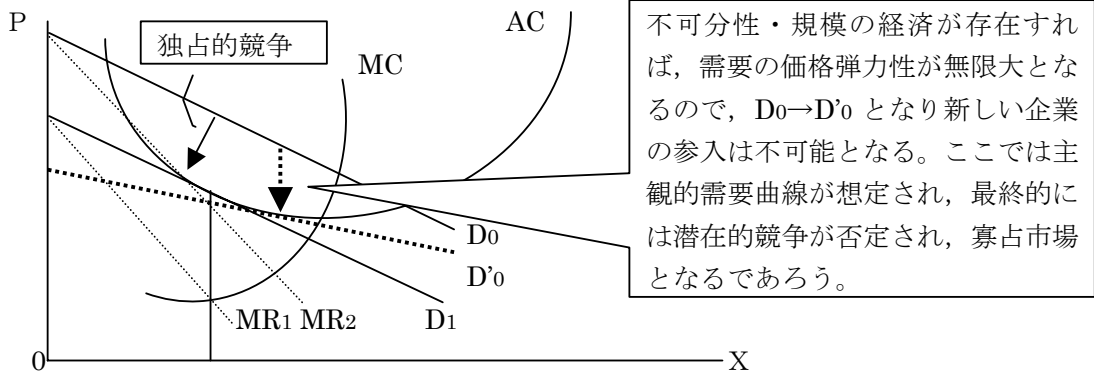 P
独占的競争
MC
AC
不可分性・規模の経済が存在すれ
ば，需要の価格弾力性が無限大とな
るので，D0→D'0 となり新しい企業
の参入は不可能となる。ここでは主
観的需要曲線が想定され，最終的に
は潜在的競争が否定され，寡占市場
となるであろう。
D0
D'0
MR1 MR2
D1
0
X